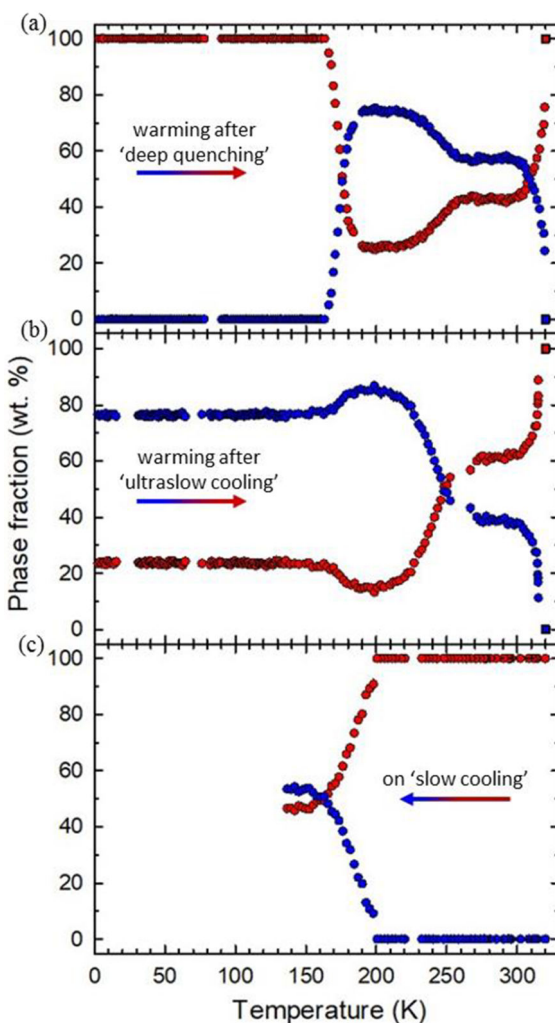 (a)
100
80
60
40
20
0
warming after
‘deep quenching’
(b)
100
80
60
40
20
0
warming after
‘ultraslow cooling’
Phase fraction (wt. %)
(c)
100
80
60
40
20
0
on ‘slow cooling’
0 50 100 150 200 250 300
Temperature (K)